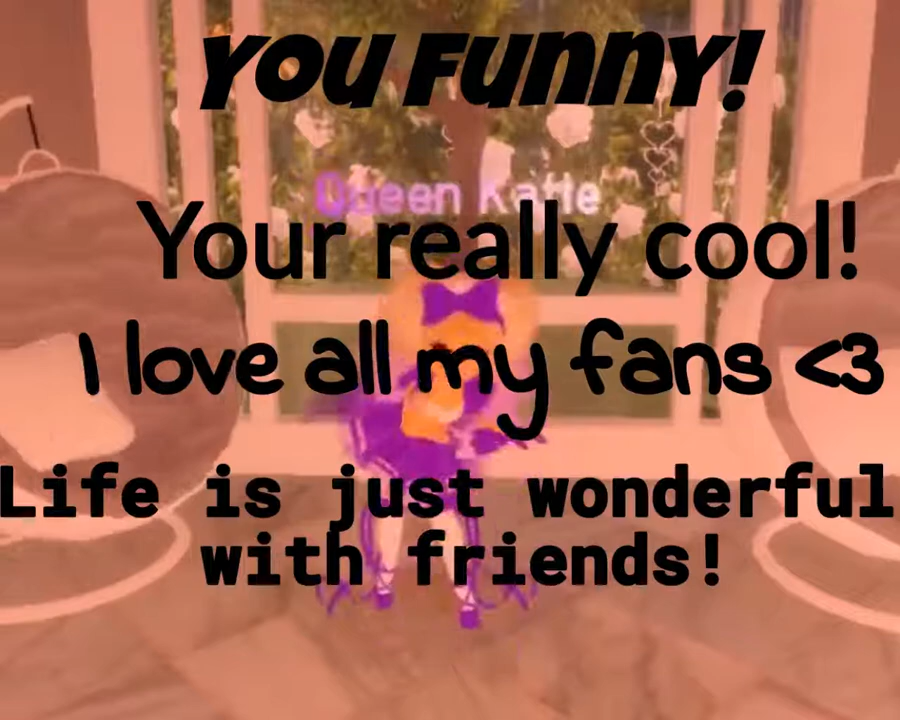 YOU FUNNY!
Queen Katie
Your really cool!
I love all my fans <3
Life is just wonderful
with friends!